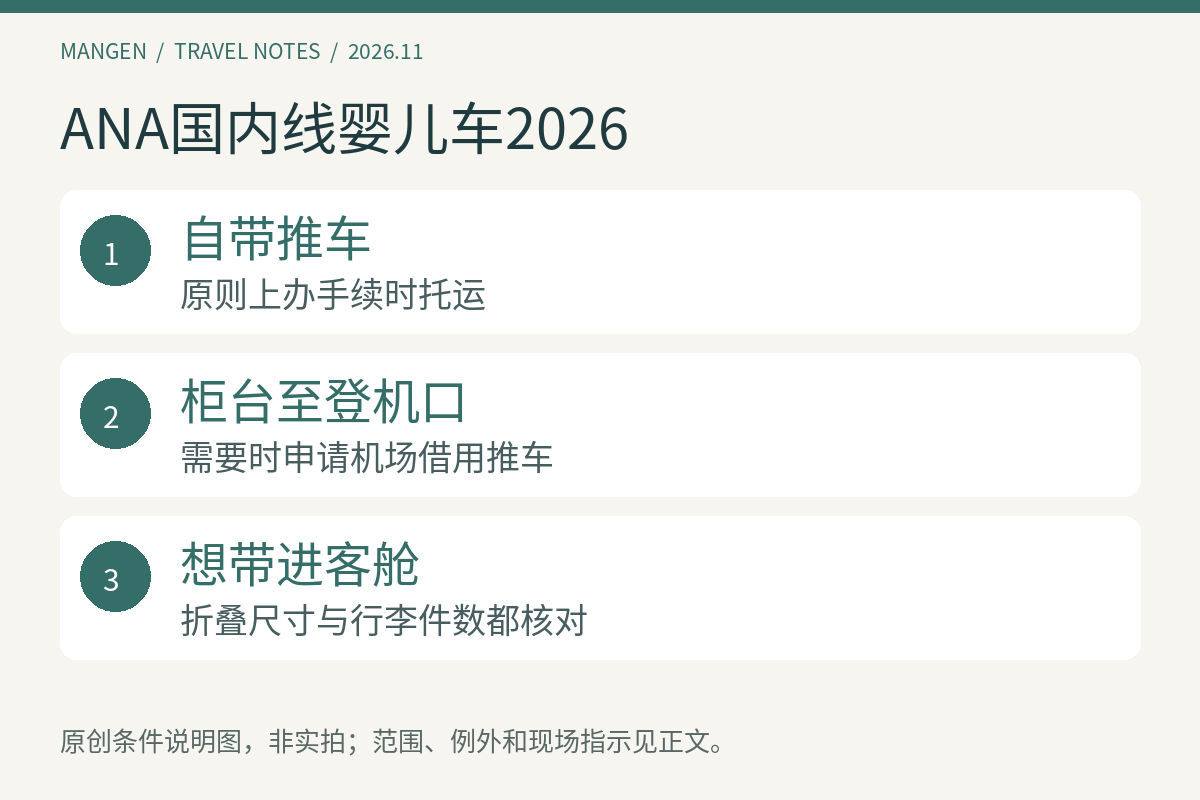 MANGEN / TRAVEL NOTES / 2026.11
ANA国内线婴儿车2026
1
自带推车
原则上办手续时托运
2
柜台至登机口
需要时申请机场借用推车
3
想带进客舱
折叠尺寸与行李件数都核对
原创条件说明图，非实拍；范围、例外和现场指示见正文。